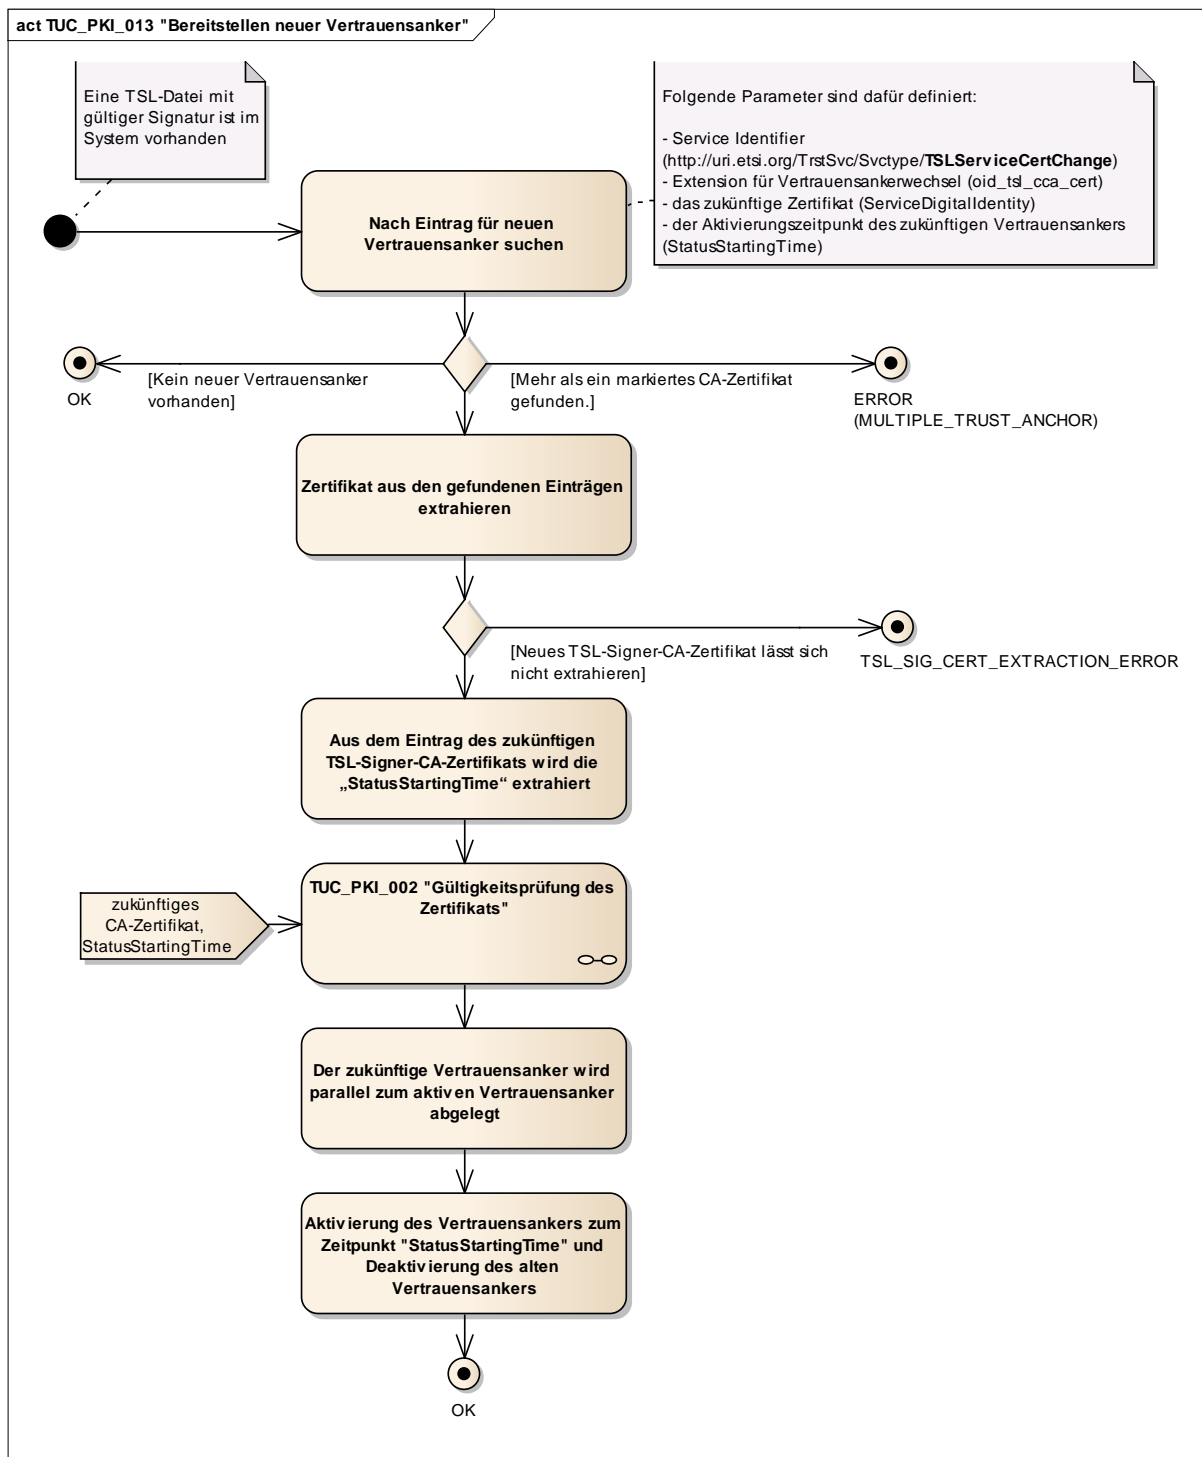 act TUC_PKI_013 "Bereitstellen neuer Vertrauensanker"
Eine TSL-Datei mit
gültiger Signatur ist im
System vorhanden
Folgende Parameter sind dafür definiert:
- Service Identifier
(http://uri.etsi.org/TrstSvc/Svctype/TSLServiceCertChange)
- Extension für Vertrauensankerwechsel (oid_tsl_cca_cert)
- das zukünftige Zertifikat (ServiceDigitalIdentity)
- der Aktivierungszeitpunkt des zukünftigen Vertrauensankers
(StatusStartingTime)
Nach Eintrag für neuen
Vertrauensanker suchen
[Kein neuer Vertrauensanker
vorhanden]
OK
[Mehr als ein markiertes CA-Zertifikat
gefunden.]
ERROR
(MULTIPLE_TRUST_ANCHOR)
Zertifikat aus den gefundenen Einträgen
extrahieren
[Neues TSL-Signer-CA-Zertifikat lässt sich
nicht extrahieren]
TSL_SIG_CERT_EXTRACTION_ERROR
Aus dem Eintrag des zukünftigen
TSL-Signer-CA-Zertifikats wird die
„StatusStartingTime“ extrahiert
TUC_PKI_002 "Gültigkeitsprüfung des
Zertifikats"
zukünftiges
CA-Zertifikat,
StatusStartingTime
Der zukünftige Vertrauensanker wird
parallel zum aktiven Vertrauensanker
abgelegt
Aktivierung des Vertrauensankers zum
Zeitpunkt "StatusStartingTime" und
Deaktivierung des alten
Vertrauensankers
OK